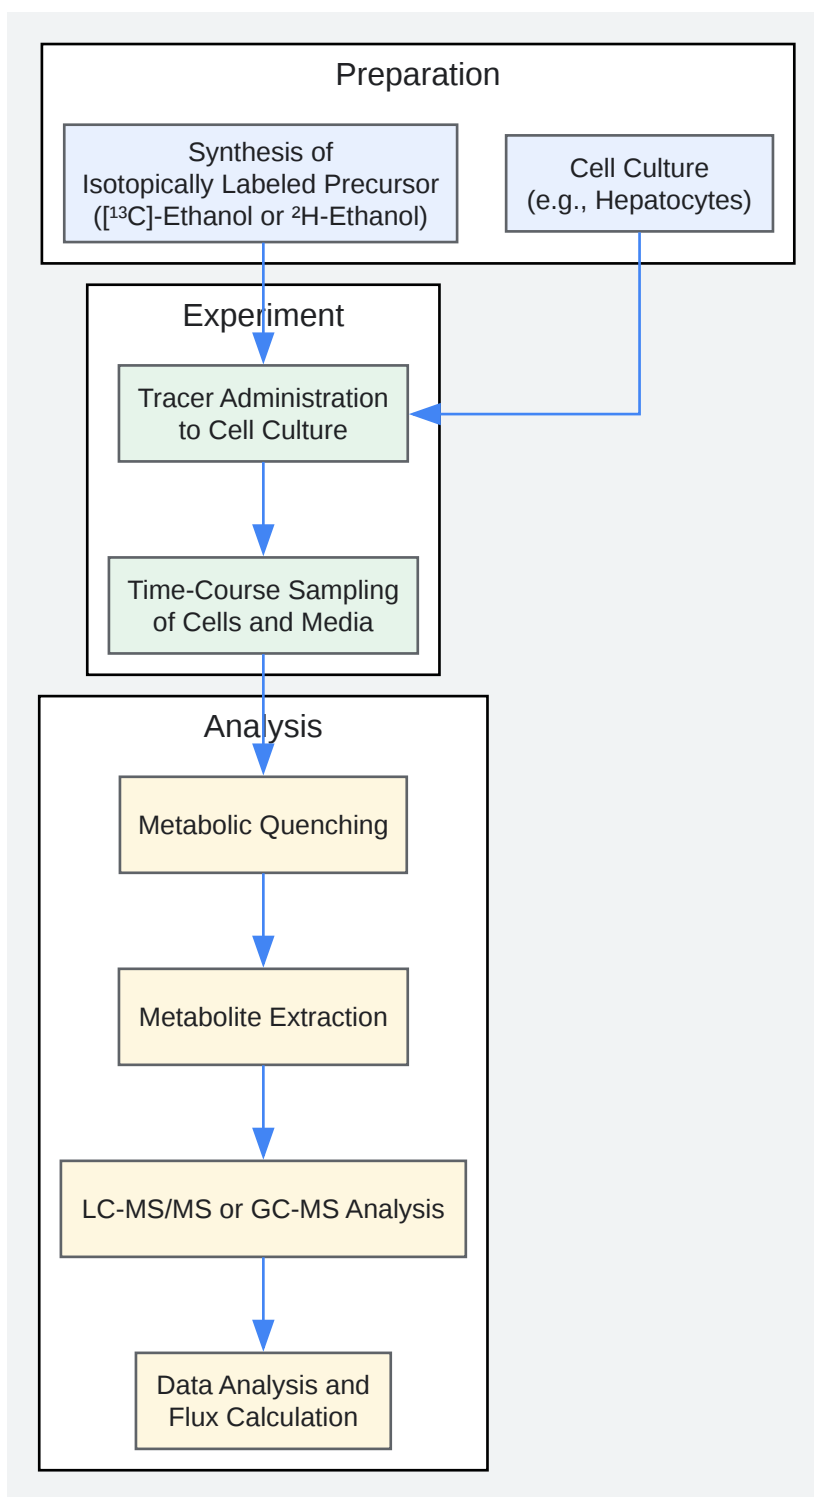 Preparation
Synthesis of
Isotopically Labeled Precursor
([¹³C]-Ethanol or ²H-Ethanol)
Cell Culture
(e.g., Hepatocytes)
Experiment
Tracer Administration
to Cell Culture
Time-Course Sampling
of Cells and Media
Analysis
Metabolic Quenching
Metabolite Extraction
LC-MS/MS or GC-MS Analysis
Data Analysis and
Flux Calculation